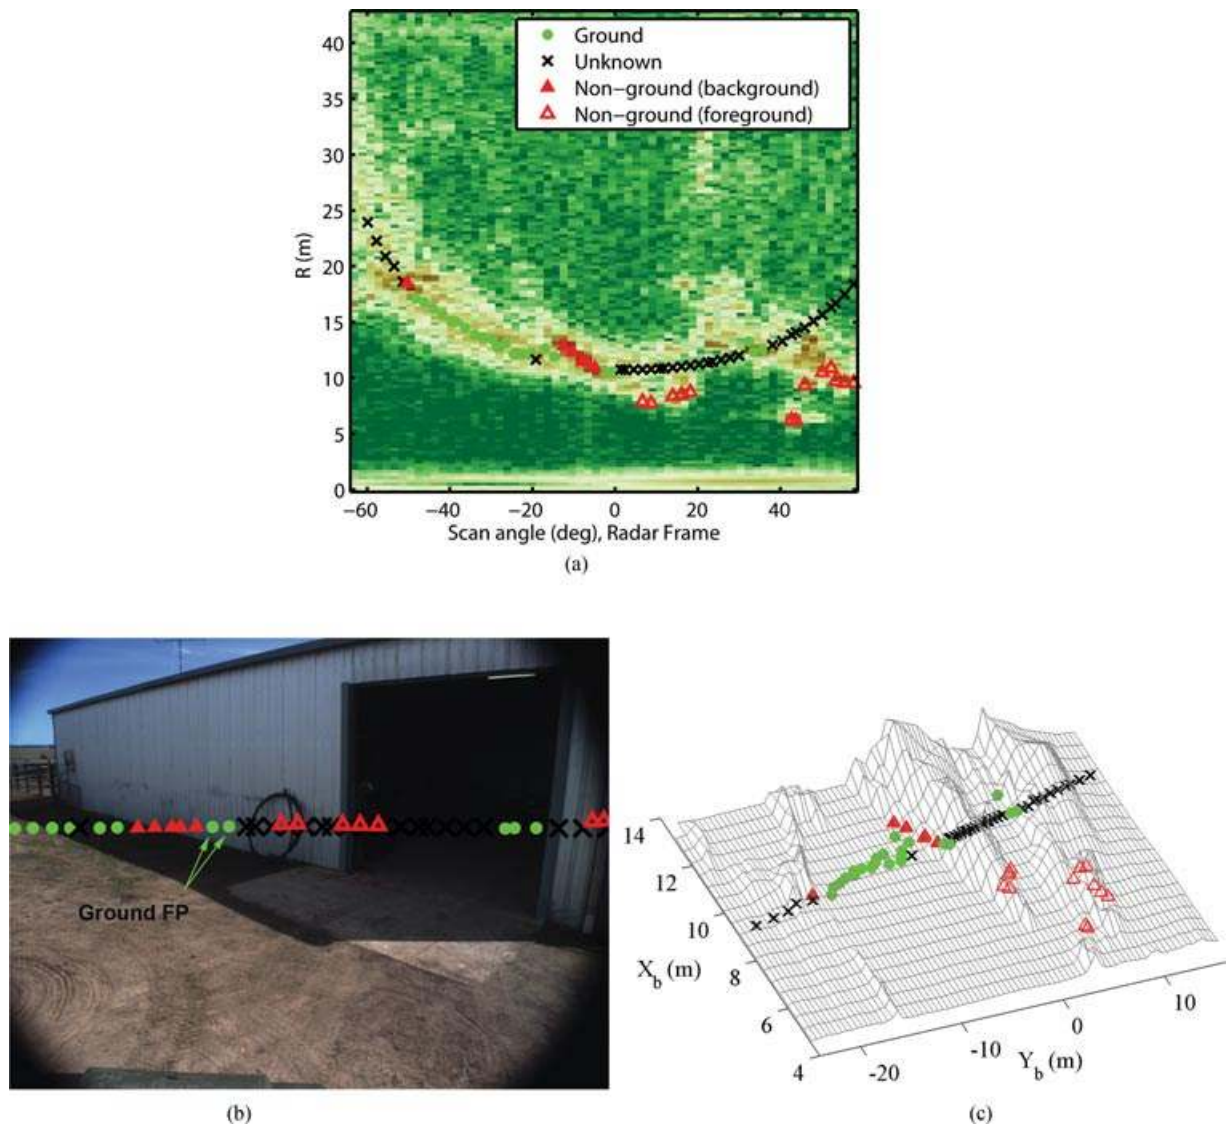 40
35
30
25
20
15
10
5
0
R (m)
Ground
Unknown
Non-ground (background)
Non-ground (foreground)
−60
−40
−20
0
20
40
Scan angle (deg), Radar Frame
(a)
Ground FP
(b)
14
12
10
8
6
4
X_b (m)
-20
-10
0
10
Y_b (m)
(c)